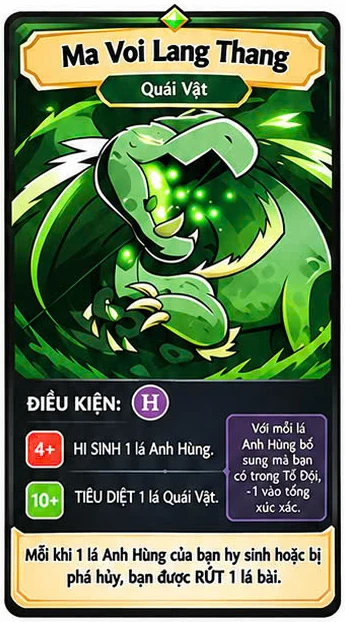 Ma Voi Lang Thang
Quái Vật
ĐIỀU KIỆN: H
4+ HI SINH 1 lá Anh Hùng.
10+ TIÊU DIỆT 1 lá Quái Vật.
Với mỗi lá
Anh Hùng bổ
sung mà bạn
có trong Tổ Đội,
-1 vào tổng
xúc xắc.
Mỗi khi 1 lá Anh Hùng của bạn hy sinh hoặc bị
phá hủy, bạn được RÚT 1 lá bài.